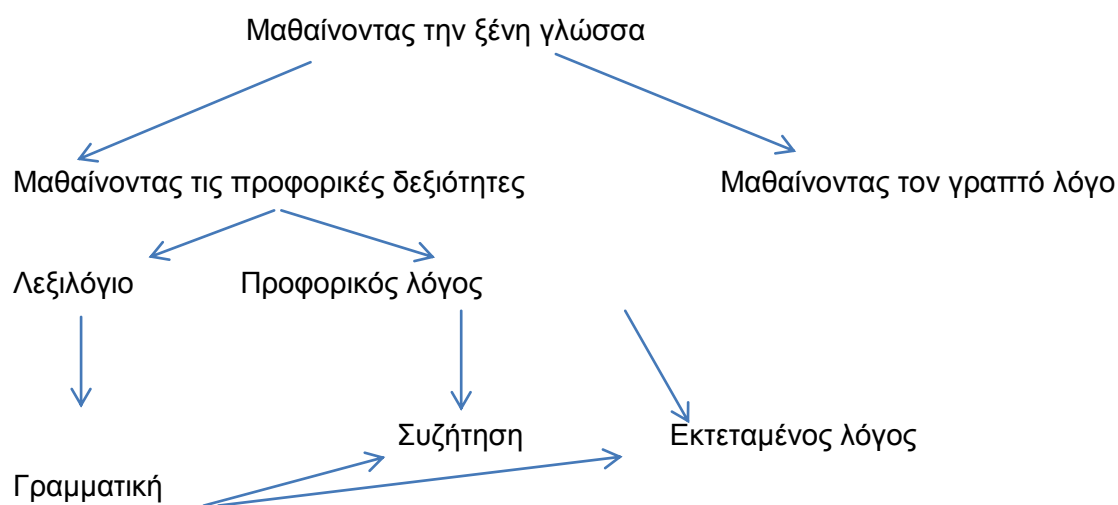 Μαθαίνοντας την ξένη γλώσσα
Μαθαίνοντας τις προφορικές δεξιότητες Μαθαίνοντας τον γραπτό λόγο
Λεξιλόγιο Προφορικός λόγος
Συζήτηση Εκτεταμένος λόγος
Γραμματική